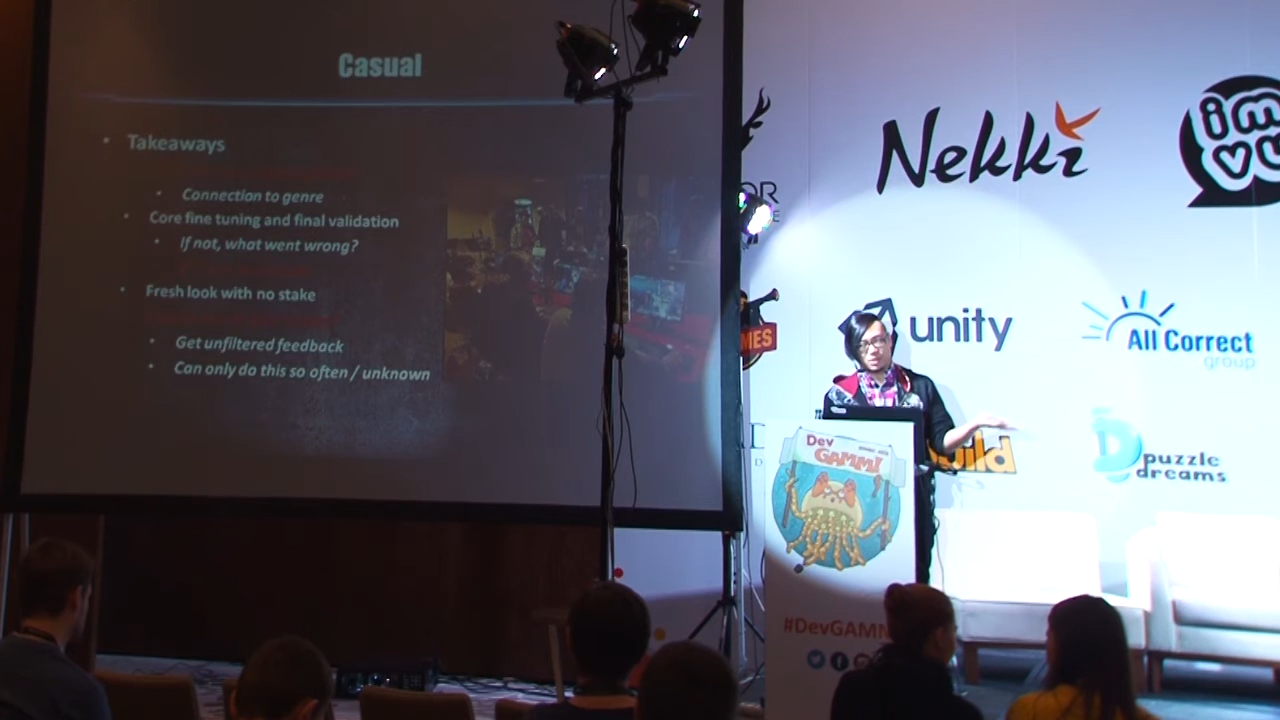 Casual
• Takeaways
• Connection to genre
• Core fine tuning and final validation
• If not, what went wrong?
• Fresh look with no stake
• Get unfiltered feedback
• Can only do this so often / unknown
Nekki
im
unity
All Correct
group
MES
uild
puzzle
dreams
Dev
GAMM!
#DevGAMM